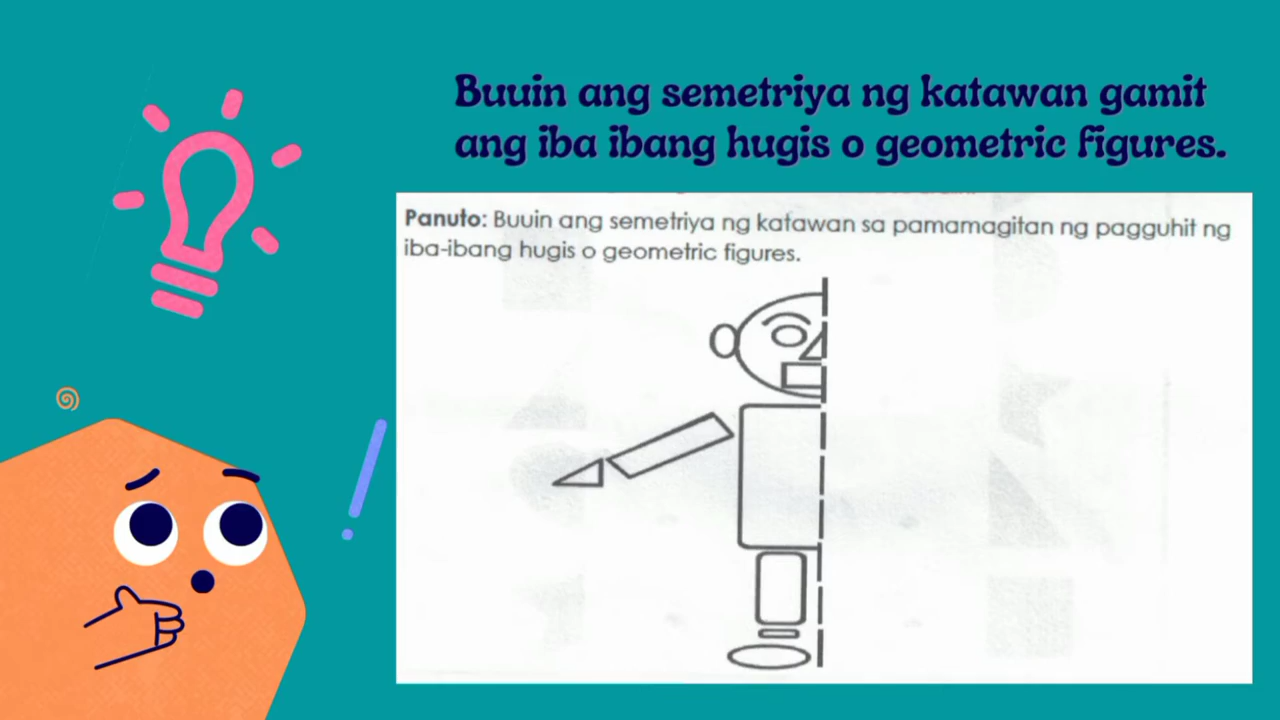 Buuin ang semetriya ng katawan gamit
ang iba ibang hugis o geometric figures.
Panuto: Buuin ang semetriya ng katawan sa pamamagitan ng pagguhit ng
iba-ibang hugis o geometric figures.